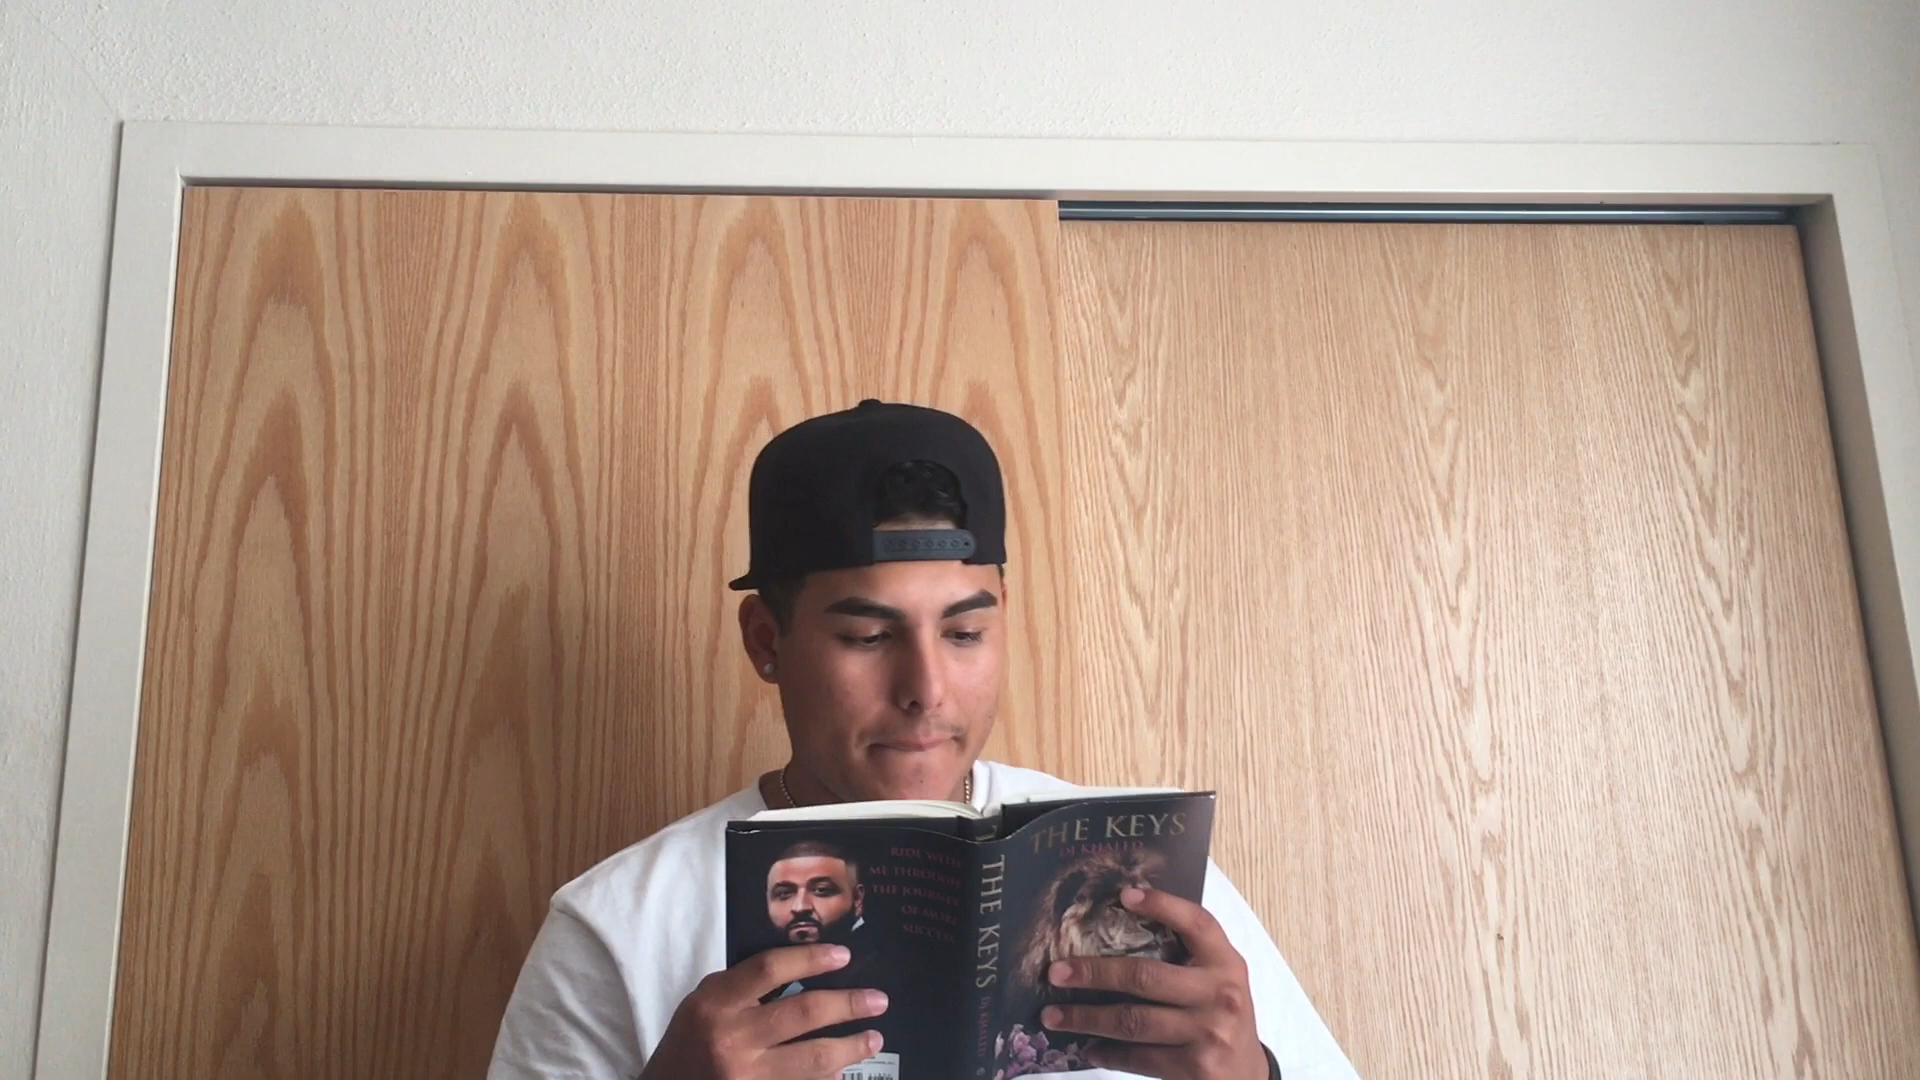 RIDE WITH
ME THROUGH
THE JOURNEY
OF MORE
SUCCESS
THE KEYS
DJ KHALED
THE KEYS
DJ KHALED